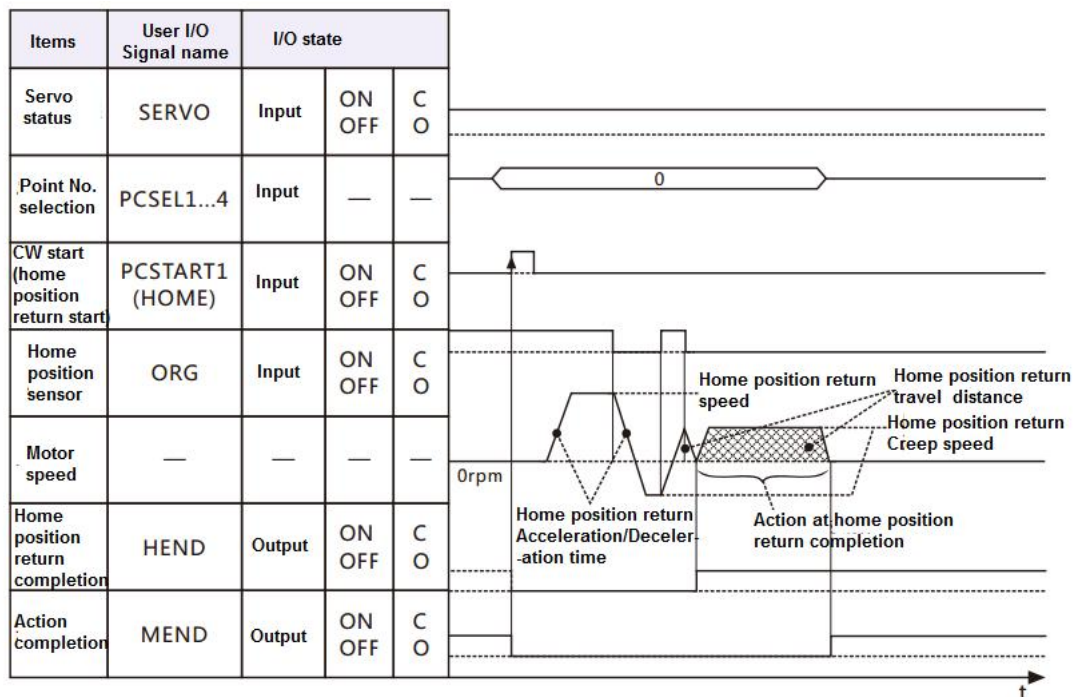 Items
User I/O
Signal name
I/O state
Servo
status
SERVO
Input
ON
OFF
C
O
Point No.
selection
PCSEL1...4
Input
—
—
0
CW start
(home
position
return start)
PCSTART1
(HOME)
Input
ON
OFF
C
O
Home
position
sensor
ORG
Input
ON
OFF
C
O
Home position return
speed
Home position return
travel distance
Home position return
Creep speed
Motor
speed
—
—
—
—
0rpm
Home position return
Acceleration/Deceler-
-ation time
Action at home position
return completion
Home
position
return
completion
HEND
Output
ON
OFF
C
O
Action
completion
MEND
Output
ON
OFF
C
O
t